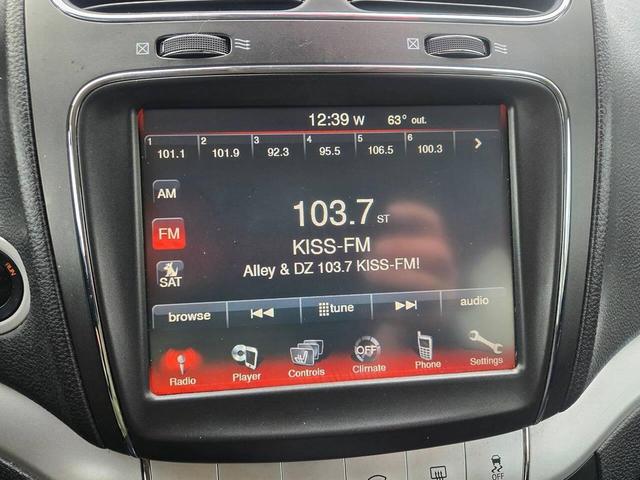 12:39 W 63° out.
1 2 3 4 5 6
101.1 101.9 92.3 95.5 106.5 100.3
AM
103.7 ST
FM
KISS-FM
Alley & DZ 103.7 KISS-FM!
SAT
browse tune audio
OFF
Radio Player Controls Climate Phone Settings
RUN
OFF